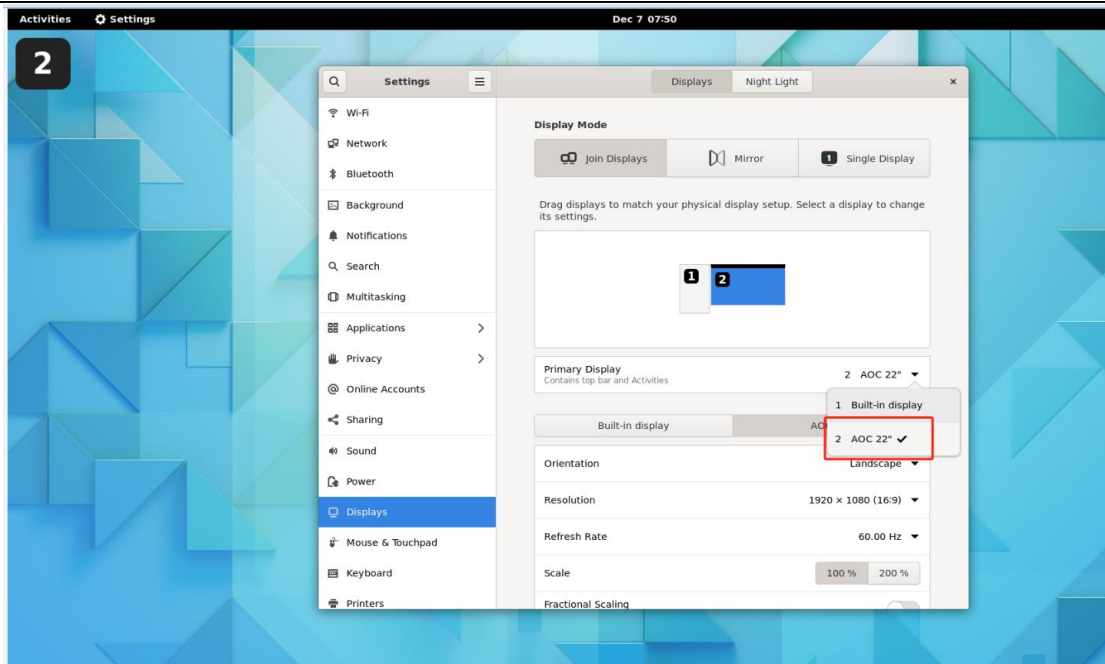 Activities Settings Dec 7 07:50
2
Settings Displays Night Light
Wi-Fi
Network
Bluetooth
Background
Notifications
Search
Multitasking
Applications
Privacy
Online Accounts
Sharing
Sound
Power
Displays
Mouse & Touchpad
Keyboard
Printers
Display Mode
Join Displays Mirror 1 Single Display
Drag displays to match your physical display setup. Select a display to change
its settings.
1 2
Primary Display 2 AOC 22"
Contains top bar and Activities
1 Built-in display
2 AOC 22" ✔
Built-in display AO
Orientation Landscape
Resolution 1920 × 1080 (16:9)
Refresh Rate 60.00 Hz
Scale 100 % 200 %
Fractional Scaling